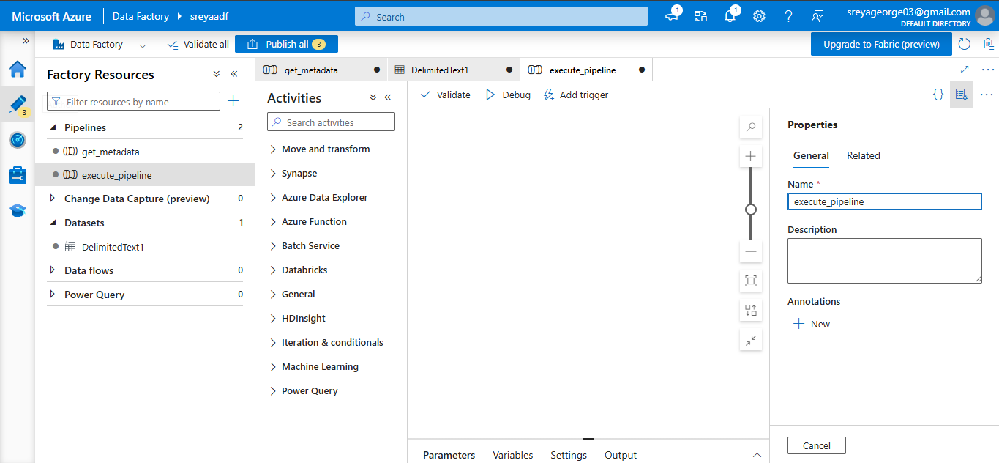 Microsoft Azure
Data Factory
sreyaadf
Search
1
1
sreyageorge03@gmail.com
DEFAULT DIRECTORY
Data Factory
Validate all
Publish all 3
Upgrade to Fabric (preview)
3
Factory Resources
Filter resources by name
Pipelines 2
get_metadata
execute_pipeline
Change Data Capture (preview) 0
Datasets 1
DelimitedText1
Data flows 0
Power Query 0
get_metadata
DelimitedText1
execute_pipeline
Activities
Search activities
Move and transform
Synapse
Azure Data Explorer
Azure Function
Batch Service
Databricks
General
HDInsight
Iteration & conditionals
Machine Learning
Power Query
Validate
Debug
Add trigger
{}
Parameters
Variables
Settings
Output
Properties
General
Related
Name *
execute_pipeline
Description
Annotations
New
Cancel